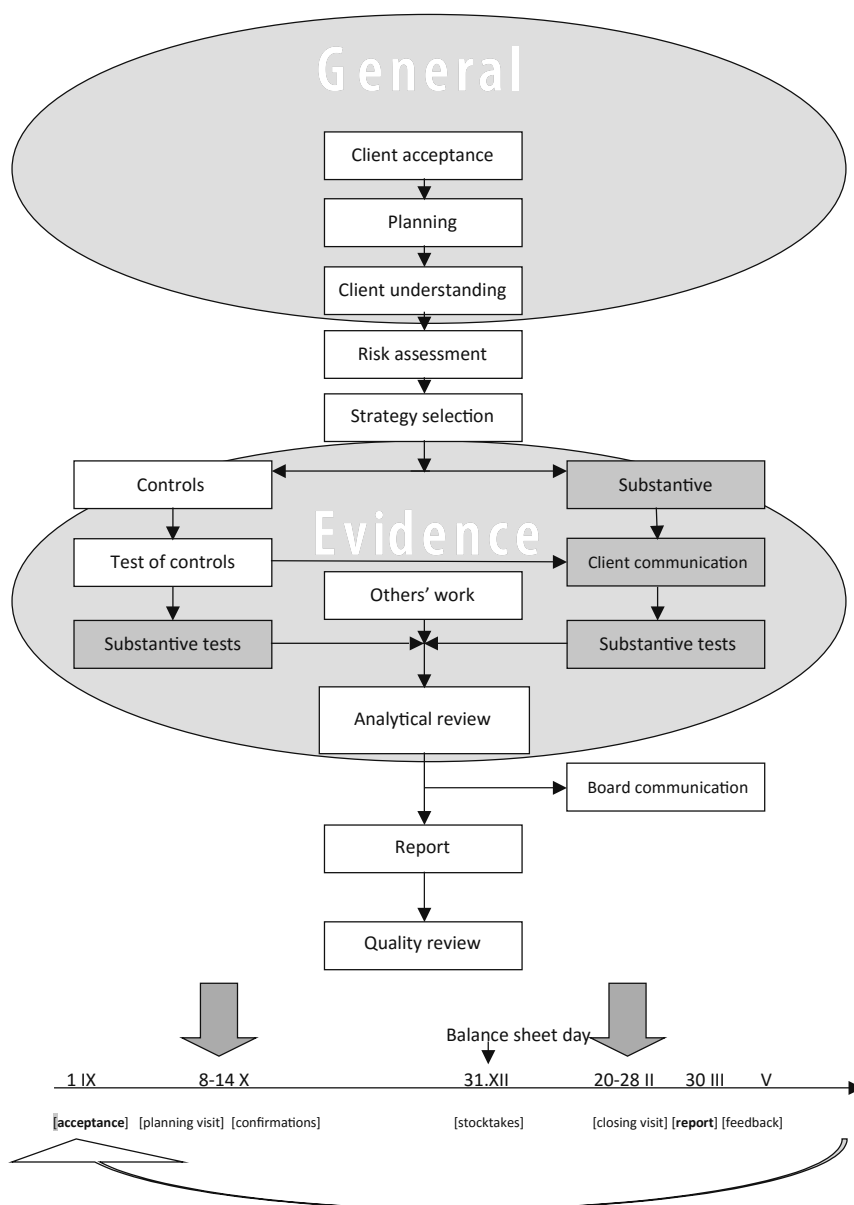 General
Client acceptance
Planning
Client understanding
Risk assessment
Strategy selection
Controls
Substantive
Evidence
Test of controls
Client communication
Others’ work
Substantive tests
Substantive tests
Analytical review
Board communication
Report
Quality review
Balance sheet day
1 IX 8-14 X 31.XII 20-28 II 30 III V
[acceptance] [planning visit] [confirmations] [stocktakes] [closing visit] [report] [feedback]